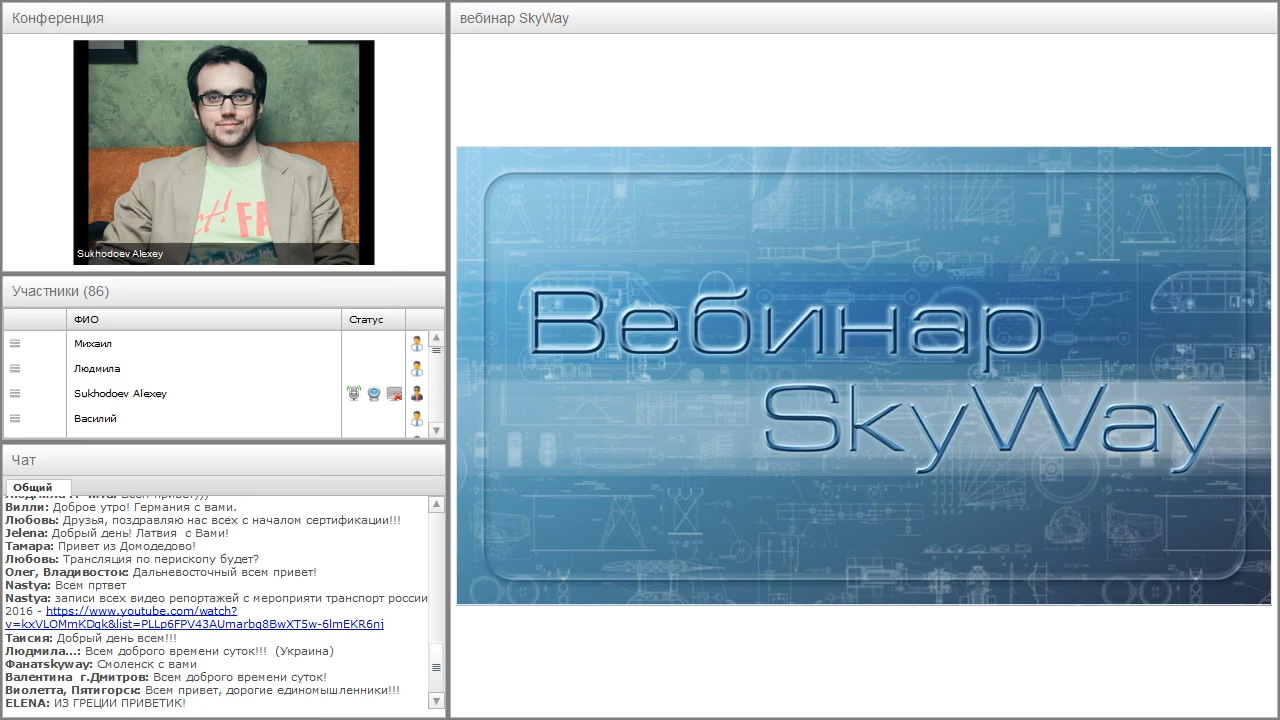 Конференция
Sukhodoev Alexey
Участники (86)
ФИО
Статус
Михаил
Людмила
Sukhodoev Alexey
Василий
Чат
Общий
Вилли: Доброе утро! Германия с вами.
Любовь: Друзья, поздравляю нас всех с началом сертификации!!!
Jelena: Добрый день! Латвия с Вами!
Тамара: Привет из Домодедово!
Любовь: Трансляция по перископу будет?
Олег, Владивосток: Дальневосточный всем привет!
Nastya: Всем пртвет
Nastya: записи всех видео репортажей с мероприяти транспорт россии
2016 - https://www.youtube.com/watch?
v=kxVLOMmKDgk&list=PLLp6FPV43AUmarbq8BwXT5w-6lmEKR6nj
Таисия: Добрый день всем!!!
Людмила...: Всем доброго времени суток!!! (Украина)
Фанатskyway: Смоленск с вами
Валентина г.Дмитров: Всем доброго времени суток!
Виолетта, Пятигорск: Всем привет, дорогие единомышленники!!!
ELENA: ИЗ ГРЕЦИИ ПРИВЕТИК!
вебинар SkyWay
Вебинар
SkyWay